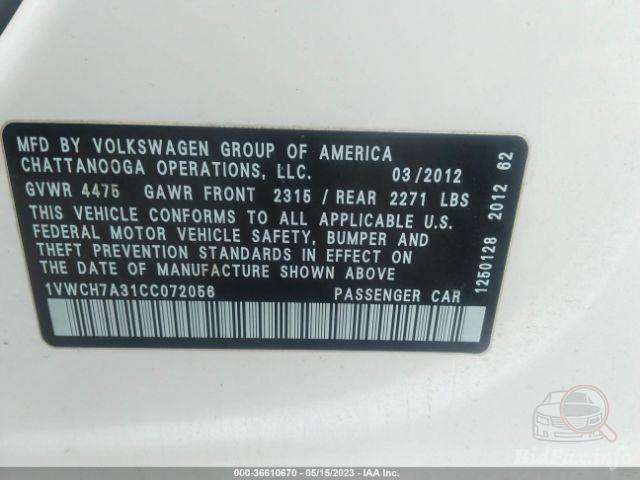 MFD BY VOLKSWAGEN GROUP OF AMERICA
CHATTANOOGA OPERATIONS, LLC. 03/2012
GVWR 4475 GAWR FRONT 2315 / REAR 2271 LBS
THIS VEHICLE CONFORMS TO ALL APPLICABLE U.S.
FEDERAL MOTOR VEHICLE SAFETY, BUMPER AND
THEFT PREVENTION STANDARDS IN EFFECT ON
THE DATE OF MANUFACTURE SHOWN ABOVE
1VWCH7A31CC072056 PASSENGER CAR
1250128 2012 62
BidFax.info
000-36610670 - 05/15/2023 - IAA Inc.